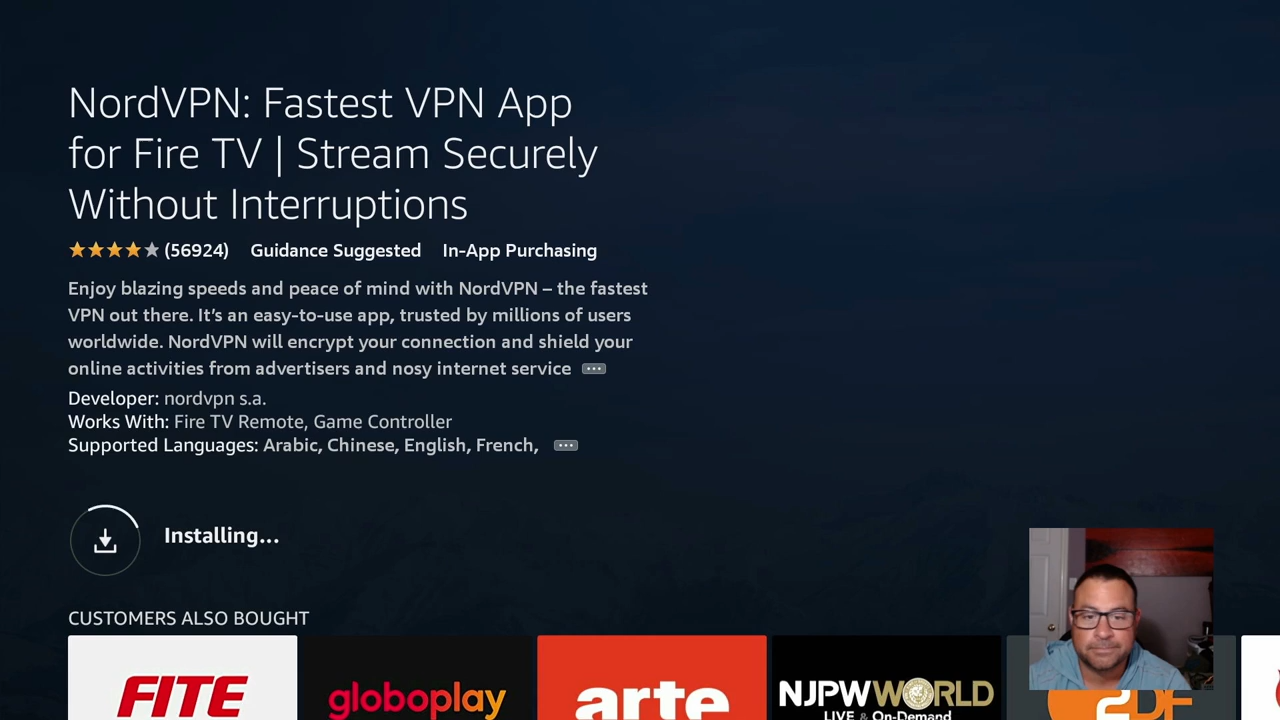 NordVPN: Fastest VPN App
for Fire TV | Stream Securely
Without Interruptions
(56924) Guidance Suggested In-App Purchasing
Enjoy blazing speeds and peace of mind with NordVPN – the fastest
VPN out there. It's an easy-to-use app, trusted by millions of users
worldwide. NordVPN will encrypt your connection and shield your
online activities from advertisers and nosy internet service
Developer: nordvpn s.a.
Works With: Fire TV Remote, Game Controller
Supported Languages: Arabic, Chinese, English, French,
Installing...
CUSTOMERS ALSO BOUGHT
FITE
globoplay
arte
NJPWWORLD
LIVE & On-Demand
2DF